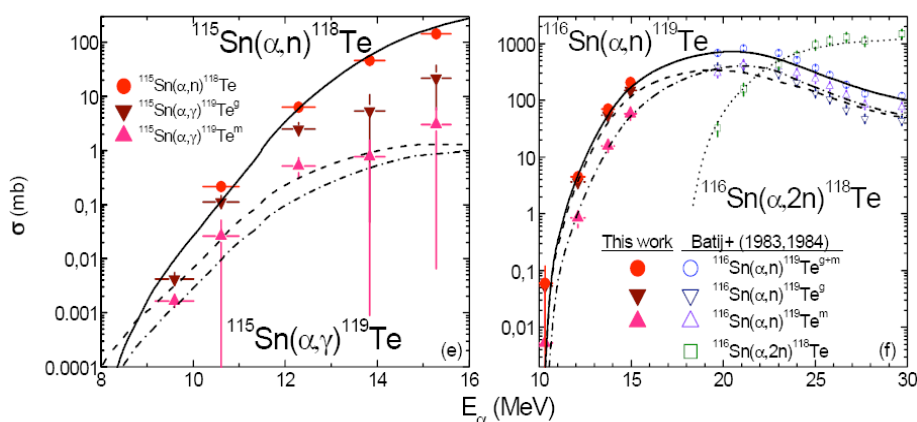 ¹¹⁵Sn(α,n)¹¹⁸Te
¹¹⁵Sn(α,n)¹¹⁸Te
¹¹⁵Sn(α,γ)¹¹⁹Teᵍ
¹¹⁵Sn(α,γ)¹¹⁹Teᵐ
¹¹⁵Sn(α,γ)¹¹⁹Te
(e)
σ (mb)
100
10
1
0,1
0,01
0.001
0.0001
8 10 12 14 16
¹¹⁶Sn(α,n)¹¹⁹Te
¹¹⁶Sn(α,2n)¹¹⁸Te
This work Batij+ (1983,1984)
¹¹⁶Sn(α,n)¹¹⁹Teᵍ⁺ᵐ
¹¹⁶Sn(α,n)¹¹⁹Teᵍ
¹¹⁶Sn(α,n)¹¹⁹Teᵐ
¹¹⁶Sn(α,2n)¹¹⁸Te
(f)
1000
100
10
1
0,1
0,01
10 15 20 25 30
E_α (MeV)